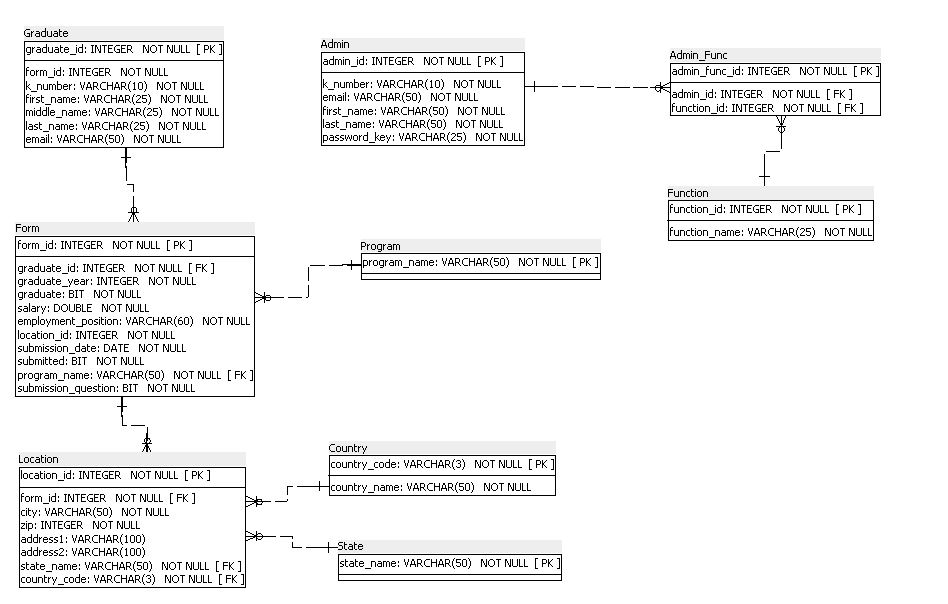 Graduate
graduate_id: INTEGER NOT NULL [ PK ]
form_id: INTEGER NOT NULL
k_number: VARCHAR(10) NOT NULL
first_name: VARCHAR(25) NOT NULL
middle_name: VARCHAR(25) NOT NULL
last_name: VARCHAR(25) NOT NULL
email: VARCHAR(50) NOT NULL
Admin
admin_id: INTEGER NOT NULL [ PK ]
k_number: VARCHAR(10) NOT NULL
email: VARCHAR(50) NOT NULL
first_name: VARCHAR(50) NOT NULL
last_name: VARCHAR(50) NOT NULL
password_key: VARCHAR(25) NOT NULL
Admin_Func
admin_func_id: INTEGER NOT NULL [ PK ]
admin_id: INTEGER NOT NULL [ FK ]
function_id: INTEGER NOT NULL [ FK ]
Function
function_id: INTEGER NOT NULL [ PK ]
function_name: VARCHAR(25) NOT NULL
Form
form_id: INTEGER NOT NULL [ PK ]
graduate_id: INTEGER NOT NULL [ FK ]
graduate_year: INTEGER NOT NULL
graduate: BIT NOT NULL
salary: DOUBLE NOT NULL
employment_position: VARCHAR(60) NOT NULL
location_id: INTEGER NOT NULL
submission_date: DATE NOT NULL
submitted: BIT NOT NULL
program_name: VARCHAR(50) NOT NULL [ FK ]
submission_question: BIT NOT NULL
Program
program_name: VARCHAR(50) NOT NULL [ PK ]
Location
location_id: INTEGER NOT NULL [ PK ]
form_id: INTEGER NOT NULL [ FK ]
city: VARCHAR(50) NOT NULL
zip: INTEGER NOT NULL
address1: VARCHAR(100)
address2: VARCHAR(100)
state_name: VARCHAR(50) NOT NULL [ FK ]
country_code: VARCHAR(3) NOT NULL [ FK ]
Country
country_code: VARCHAR(3) NOT NULL [ PK ]
country_name: VARCHAR(50) NOT NULL
State
state_name: VARCHAR(50) NOT NULL [ PK ]